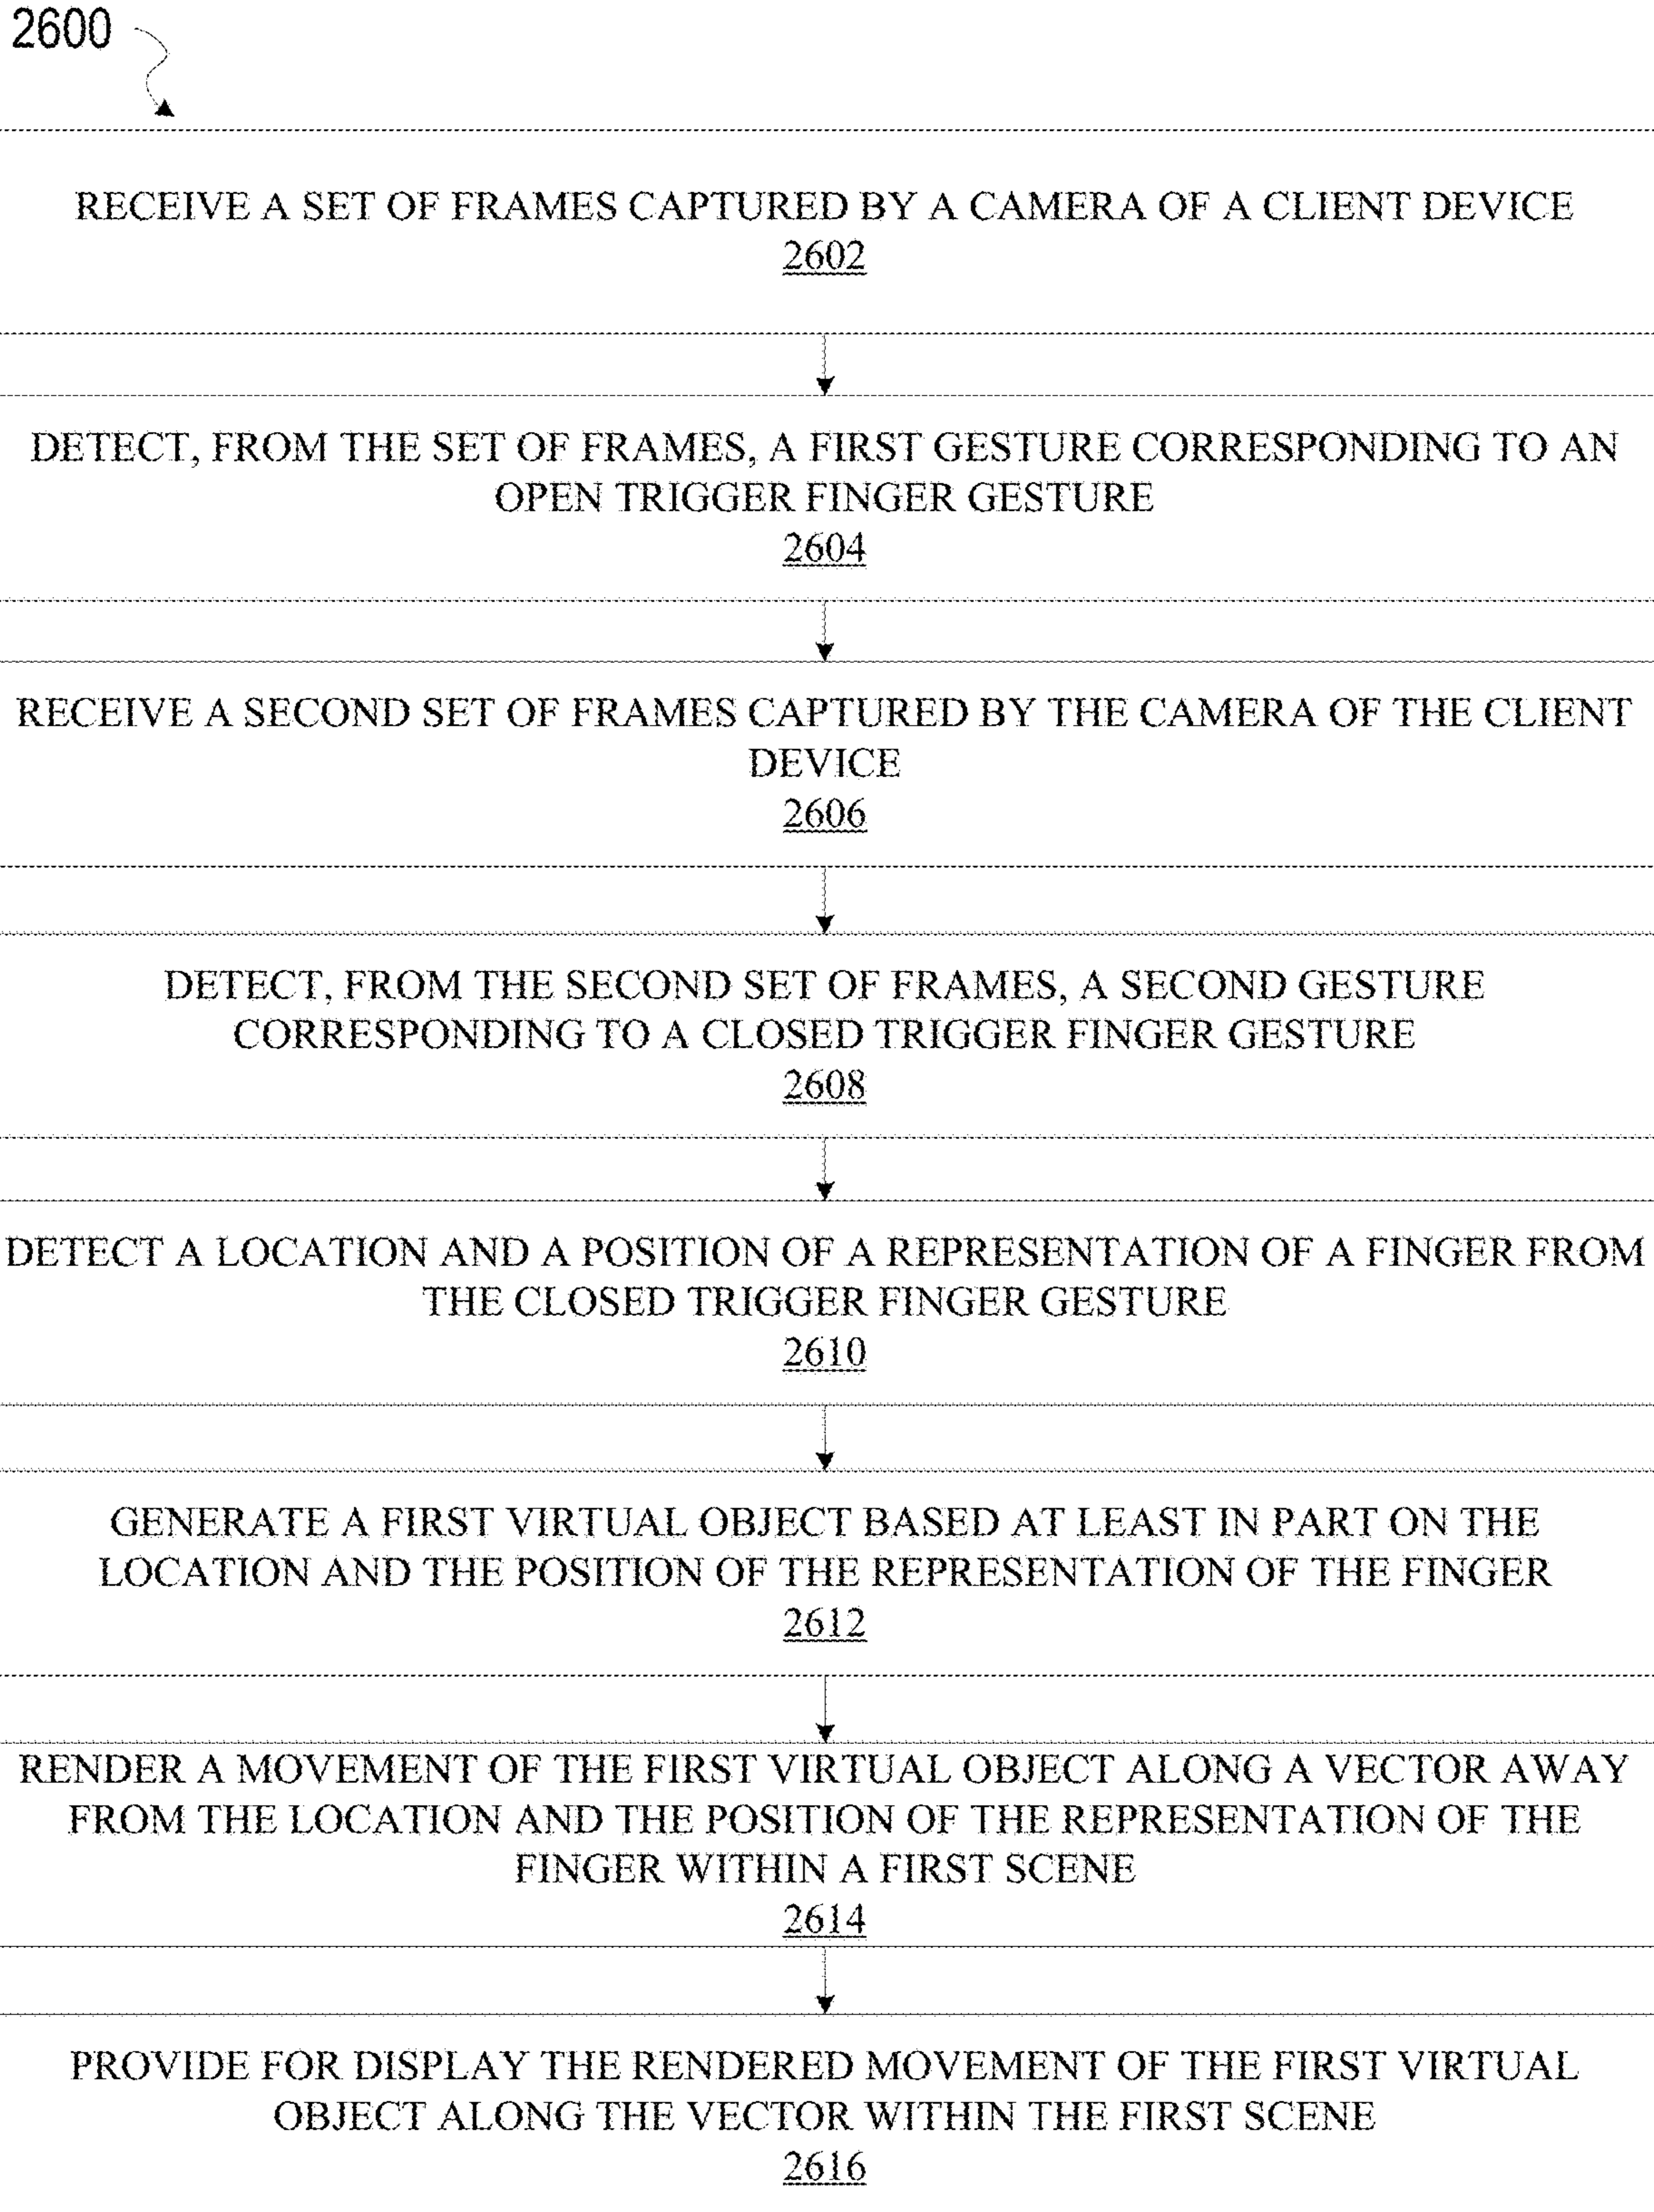 2600
RECEIVE A SET OF FRAMES CAPTURED BY A CAMERA OF A CLIENT DEVICE
2602
DETECT, FROM THE SET OF FRAMES, A FIRST GESTURE CORRESPONDING TO AN
OPEN TRIGGER FINGER GESTURE
2604
RECEIVE A SECOND SET OF FRAMES CAPTURED BY THE CAMERA OF THE CLIENT
DEVICE
2606
DETECT, FROM THE SECOND SET OF FRAMES, A SECOND GESTURE
CORRESPONDING TO A CLOSED TRIGGER FINGER GESTURE
2608
DETECT A LOCATION AND A POSITION OF A REPRESENTATION OF A FINGER FROM
THE CLOSED TRIGGER FINGER GESTURE
2610
GENERATE A FIRST VIRTUAL OBJECT BASED AT LEAST IN PART ON THE
LOCATION AND THE POSITION OF THE REPRESENTATION OF THE FINGER
2612
RENDER A MOVEMENT OF THE FIRST VIRTUAL OBJECT ALONG A VECTOR AWAY
FROM THE LOCATION AND THE POSITION OF THE REPRESENTATION OF THE
FINGER WITHIN A FIRST SCENE
2614
PROVIDE FOR DISPLAY THE RENDERED MOVEMENT OF THE FIRST VIRTUAL
OBJECT ALONG THE VECTOR WITHIN THE FIRST SCENE
2616